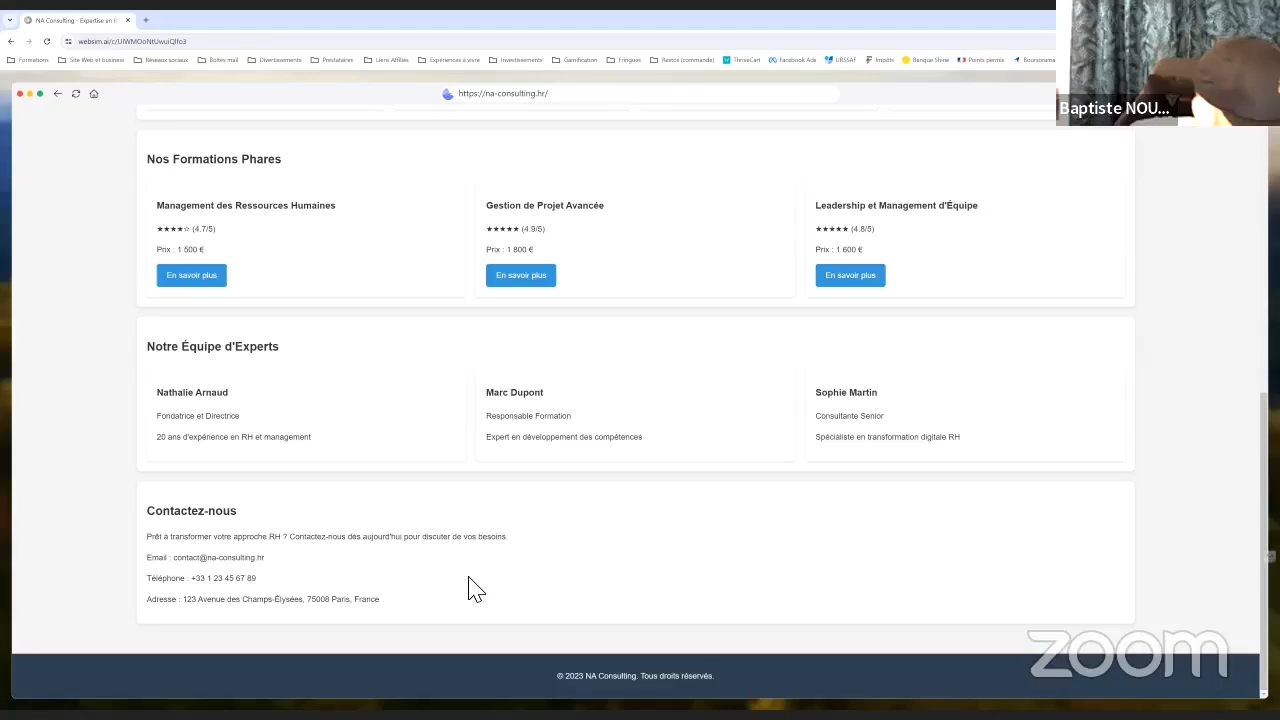 NA Consulting - Expertise en R
websim.ai/c/UIWMOoNtUwuiQlfo3
Formations
Site Web et business
Réseaux sociaux
Boites mail
Divertissements
Prestataires
Liens Affiliés
Expériences à vivre
Investissements
Gamification
Fringues
Restos (commande)
ThriveCart
Facebook Ads
URSSAF
Impôts
Banque Shine
Points permis
Boursorama
https://na-consulting.hr/
Baptiste NOU...
Nos Formations Phares
Management des Ressources Humaines
★★★★☆ (4.7/5)
Prix : 1 500 €
En savoir plus
Gestion de Projet Avancée
★★★★★ (4.9/5)
Prix : 1 800 €
En savoir plus
Leadership et Management d'Équipe
★★★★★ (4.8/5)
Prix : 1 600 €
En savoir plus
Notre Équipe d'Experts
Nathalie Arnaud
Fondatrice et Directrice
20 ans d'expérience en RH et management
Marc Dupont
Responsable Formation
Expert en développement des compétences
Sophie Martin
Consultante Senior
Spécialiste en transformation digitale RH
Contactez-nous
Prêt à transformer votre approche RH ? Contactez-nous dès aujourd'hui pour discuter de vos besoins.
Email : contact@na-consulting.hr
Téléphone : +33 1 23 45 67 89
Adresse : 123 Avenue des Champs-Élysées, 75008 Paris, France
zoom
© 2023 NA Consulting. Tous droits réservés.